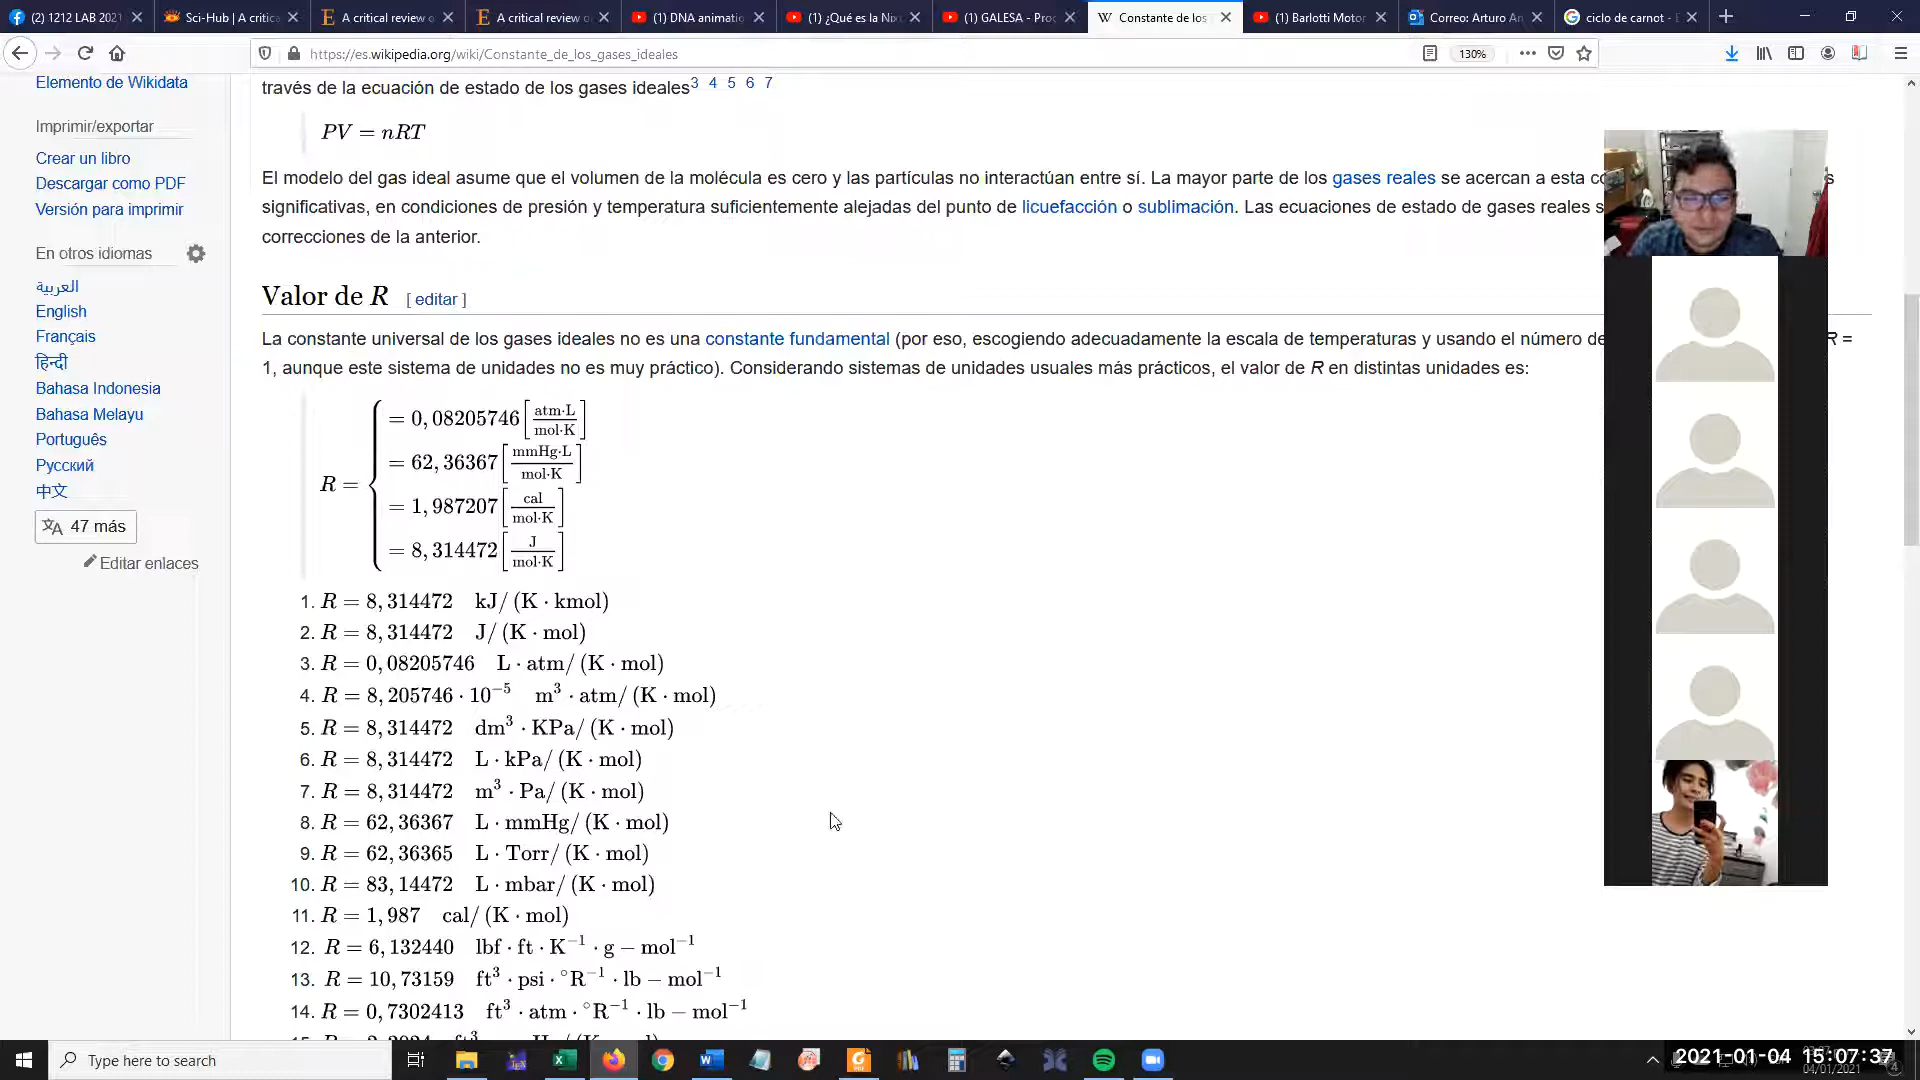 (2) 1212 LAB 2021
Sci-Hub | A critica
A critical review o
A critical review o
(1) DNA animatio
(1) ¿Qué es la Nix
(1) GALESA - Pro
Constante de los
(1) Barlotti Motor
Correo: Arturo An
ciclo de carnot -
https://es.wikipedia.org/wiki/Constante_de_los_gases_ideales
130%
Elemento de Wikidata
Imprimir/exportar
Crear un libro
Descargar como PDF
Versión para imprimir
En otros idiomas
العربية
English
Français
हिन्दी
Bahasa Indonesia
Bahasa Melayu
Português
Русский
中文
47 más
Editar enlaces
través de la ecuación de estado de los gases ideales3 4 5 6 7
PV = nRT
El modelo del gas ideal asume que el volumen de la molécula es cero y las partículas no interactúan entre sí. La mayor parte de los gases reales se acercan a esta
significativas, en condiciones de presión y temperatura suficientemente alejadas del punto de licuefacción o sublimación. Las ecuaciones de estado de gases reales
correcciones de la anterior.
Valor de R [ editar ]
La constante universal de los gases ideales no es una constante fundamental (por eso, escogiendo adecuadamente la escala de temperaturas y usando el número de R =
1, aunque este sistema de unidades no es muy práctico). Considerando sistemas de unidades usuales más prácticos, el valor de R en distintas unidades es:
R =
= 0,08205746 [atm·L / mol·K]
= 62,36367 [mmHg·L / mol·K]
= 1,987207 [cal / mol·K]
= 8,314472 [J / mol·K]
1. R = 8,314472 kJ/(K · kmol)
2. R = 8,314472 J/(K · mol)
3. R = 0,08205746 L · atm/(K · mol)
4. R = 8,205746 · 10⁻⁵ m³ · atm/(K · mol)
5. R = 8,314472 dm³ · KPa/(K · mol)
6. R = 8,314472 L · kPa/(K · mol)
7. R = 8,314472 m³ · Pa/(K · mol)
8. R = 62,36367 L · mmHg/(K · mol)
9. R = 62,36365 L · Torr/(K · mol)
10. R = 83,14472 L · mbar/(K · mol)
11. R = 1,987 cal/(K · mol)
12. R = 6,132440 lbf · ft · K⁻¹ · g − mol⁻¹
13. R = 10,73159 ft³ · psi · °R⁻¹ · lb − mol⁻¹
14. R = 0,7302413 ft³ · atm · °R⁻¹ · lb − mol⁻¹
Type here to search
2021-01-04 15:07:37
04/01/2021